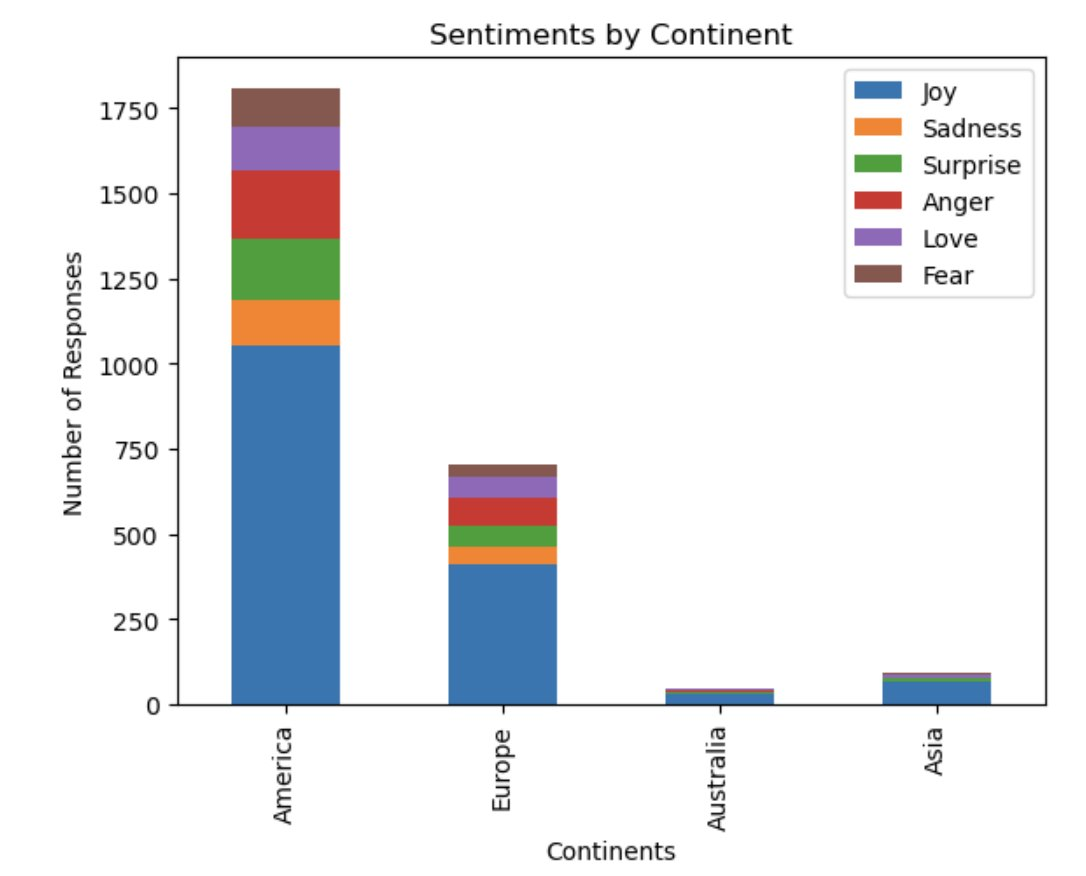 Sentiments by Continent
Joy
Sadness
Surprise
Anger
Love
Fear
1750
1500
1250
1000
750
500
250
0
Number of Responses
America
Europe
Australia
Asia
Continents